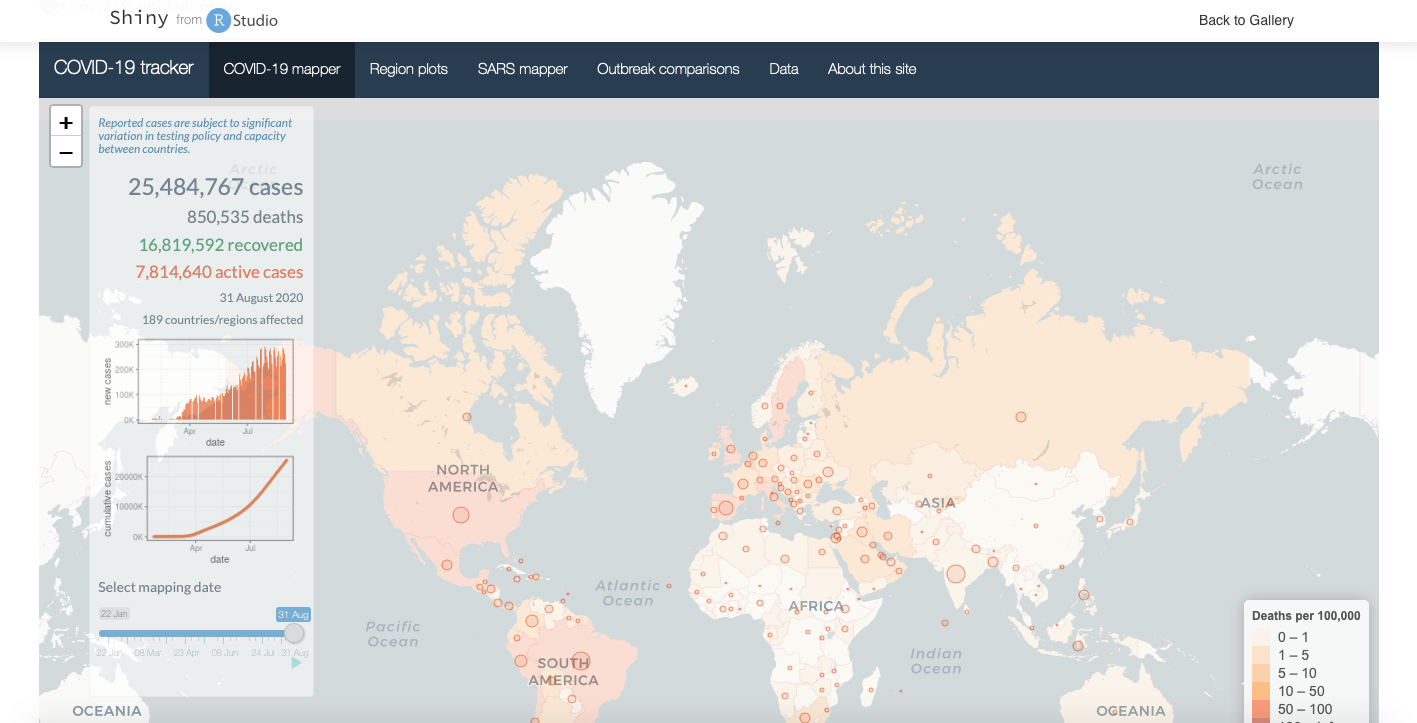 Shiny from R Studio
Back to Gallery
COVID-19 tracker
COVID-19 mapper
Region plots
SARS mapper
Outbreak comparisons
Data
About this site
+
−
Reported cases are subject to significant
variation in testing policy and capacity
between countries.
Arctic
25,484,767 cases
850,535 deaths
16,819,592 recovered
7,814,640 active cases
31 August 2020
189 countries/regions affected
300K
200K
100K
0K
new cases
Apr
Jul
date
20000K
10000K
0K
cumulative cases
Apr
Jul
date
Select mapping date
22 Jan
31 Aug
22 Jan
08 Mar
23 Apr
08 Jun
24 Jul
31 Aug
OCEANIA
Arctic
Ocean
NORTH
AMERICA
ASIA
Atlantic
Ocean
AFRICA
Pacific
Ocean
Indian
Ocean
SOUTH
AMERICA
OCEANIA
Deaths per 100,000
0 – 1
1 – 5
5 – 10
10 – 50
50 – 100